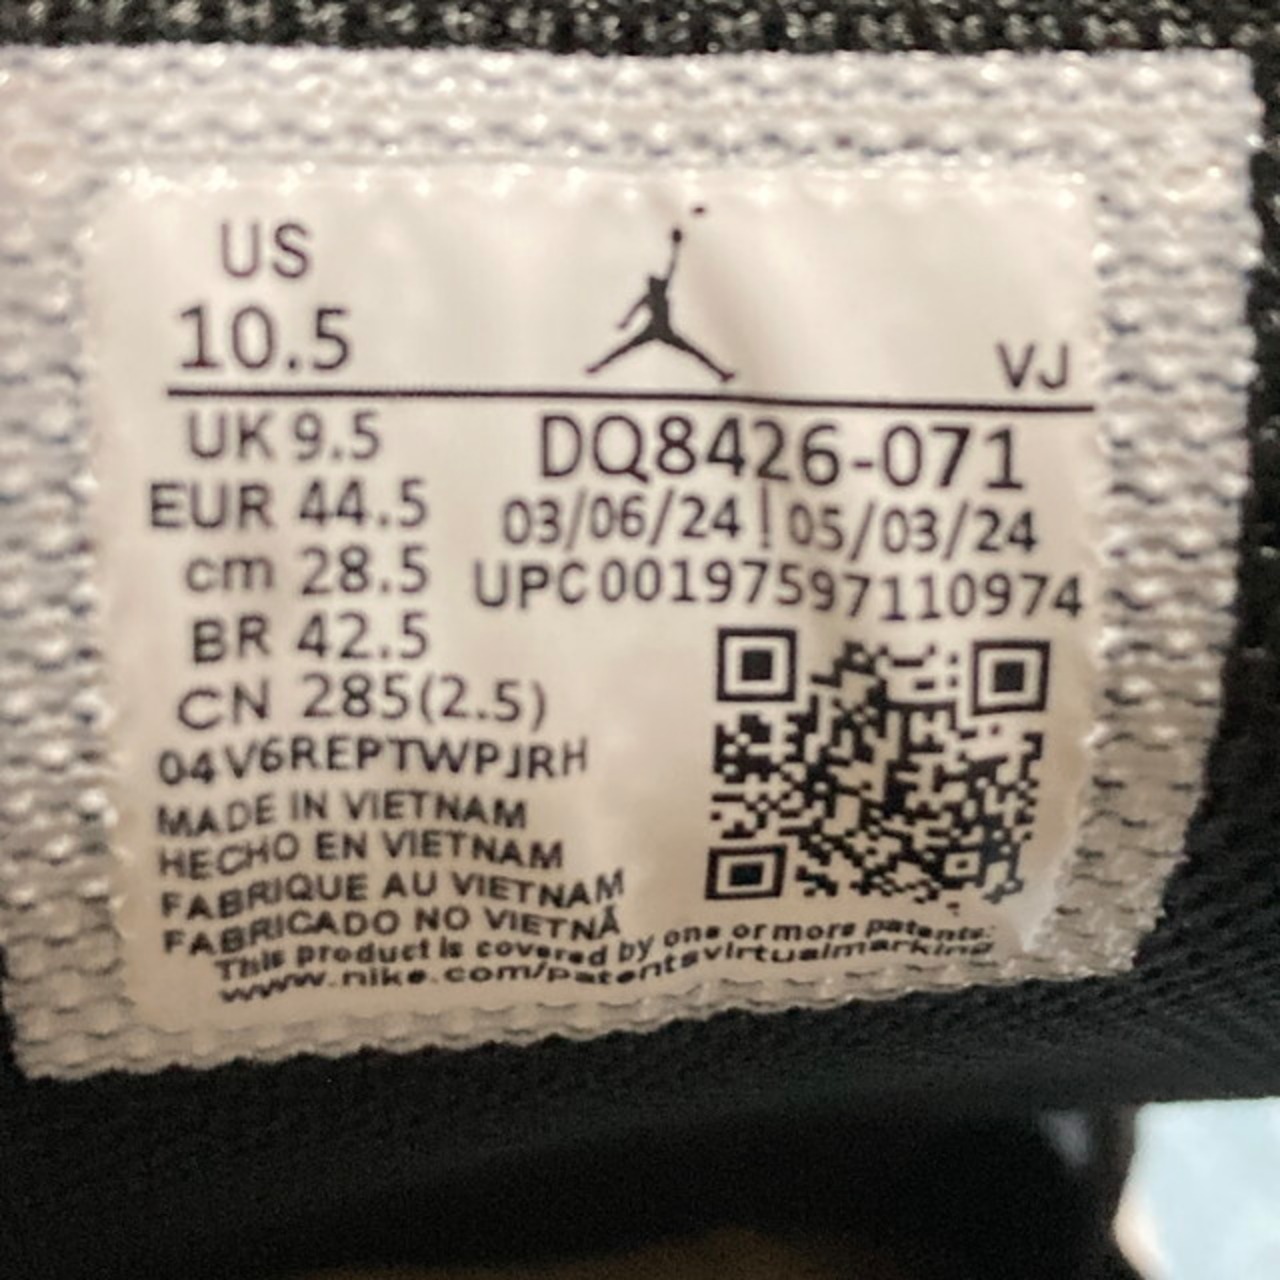 US
10.5
VJ
UK 9.5
DQ8426-071
EUR 44.5
03/06/24 | 05/03/24
cm 28.5
UPC00197597110974
BR 42.5
CN 285(2.5)
04V6REPTWPJRH
MADE IN VIETNAM
HECHO EN VIETNAM
FABRIQUE AU VIETNAM
FABRICADO NO VIETNÃ
This product is covered by one or more patents:
www.nike.com/patentsvirtualmarking